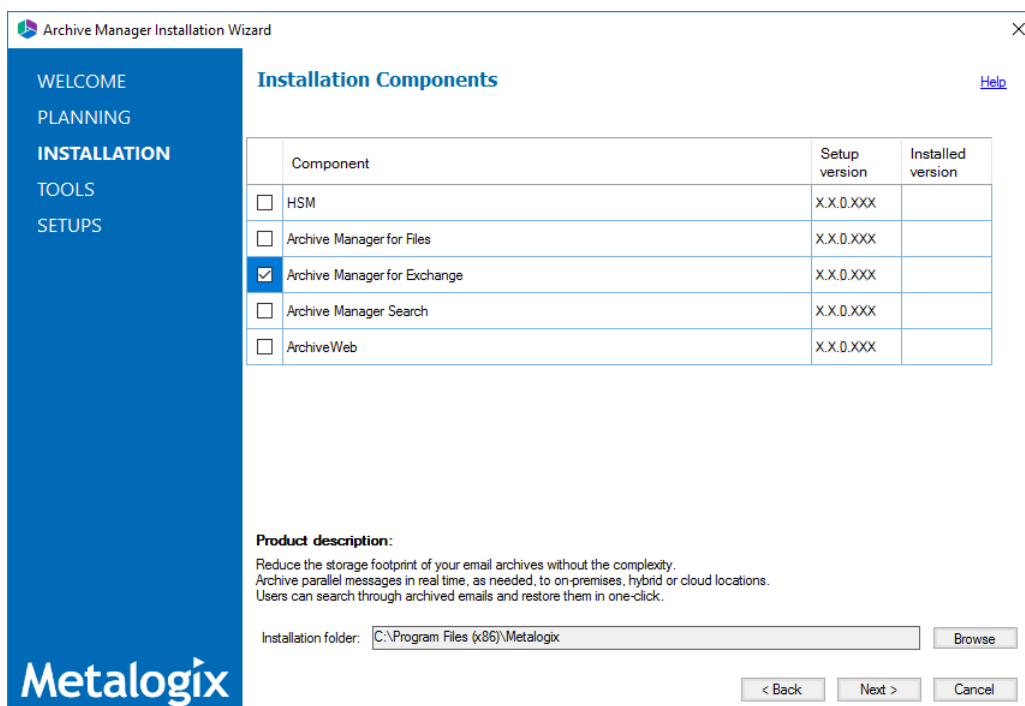 Archive Manager Installation Wizard
WELCOME
PLANNING
INSTALLATION
TOOLS
SETUPS
Installation Components
Help
Component Setup version Installed version
HSM X.X.0.XXX
Archive Manager for Files X.X.0.XXX
Archive Manager for Exchange X.X.0.XXX
Archive Manager Search X.X.0.XXX
ArchiveWeb X.X.0.XXX
Product description:
Reduce the storage footprint of your email archives without the complexity.
Archive parallel messages in real time, as needed, to on-premises, hybrid or cloud locations.
Users can search through archived emails and restore them in one-click.
Installation folder: C:\Program Files (x86)\Metalogix Browse
Metalogix
< Back Next > Cancel